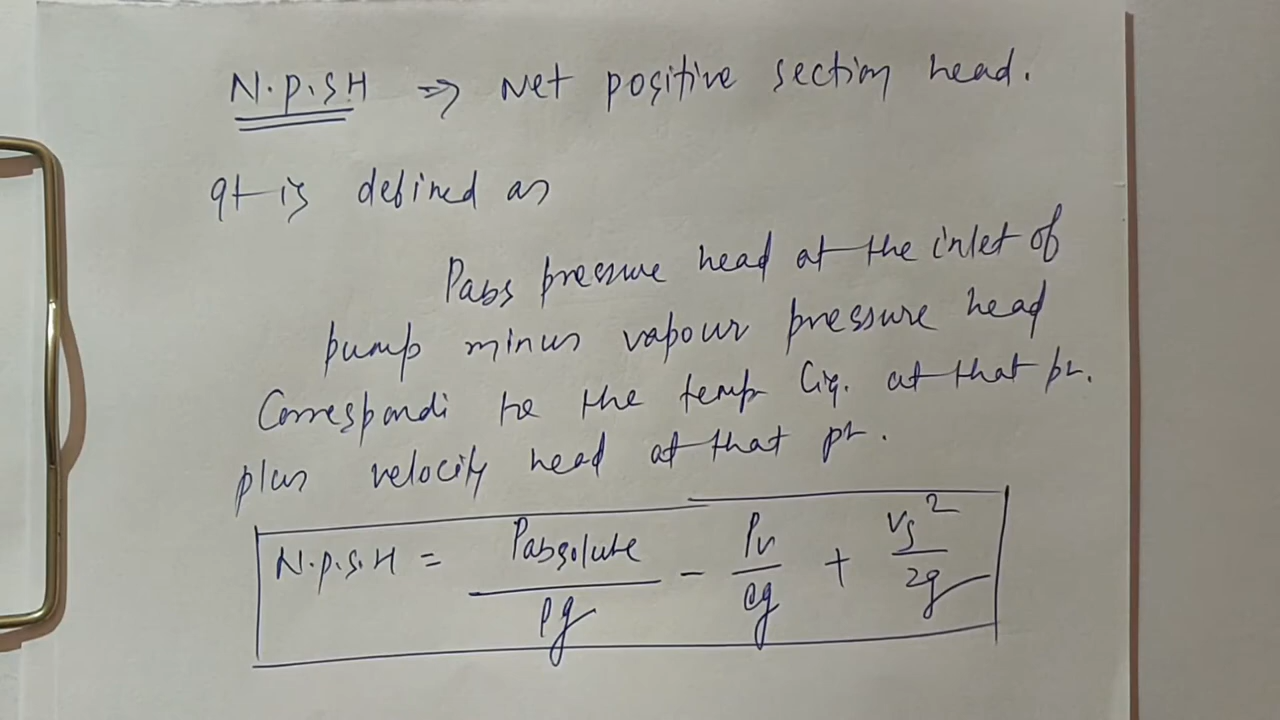 N.P.S.H ⇒ Net positive section head.
It is defined as
Pabs pressure head at the inlet of
pump minus vapour pressure head
Correspondi to the temp Liq. at that pr.
plus velocity head at that pr.
N.P.S.H = Pabsolute/ρg - Pv/ρg + Vs²/2g